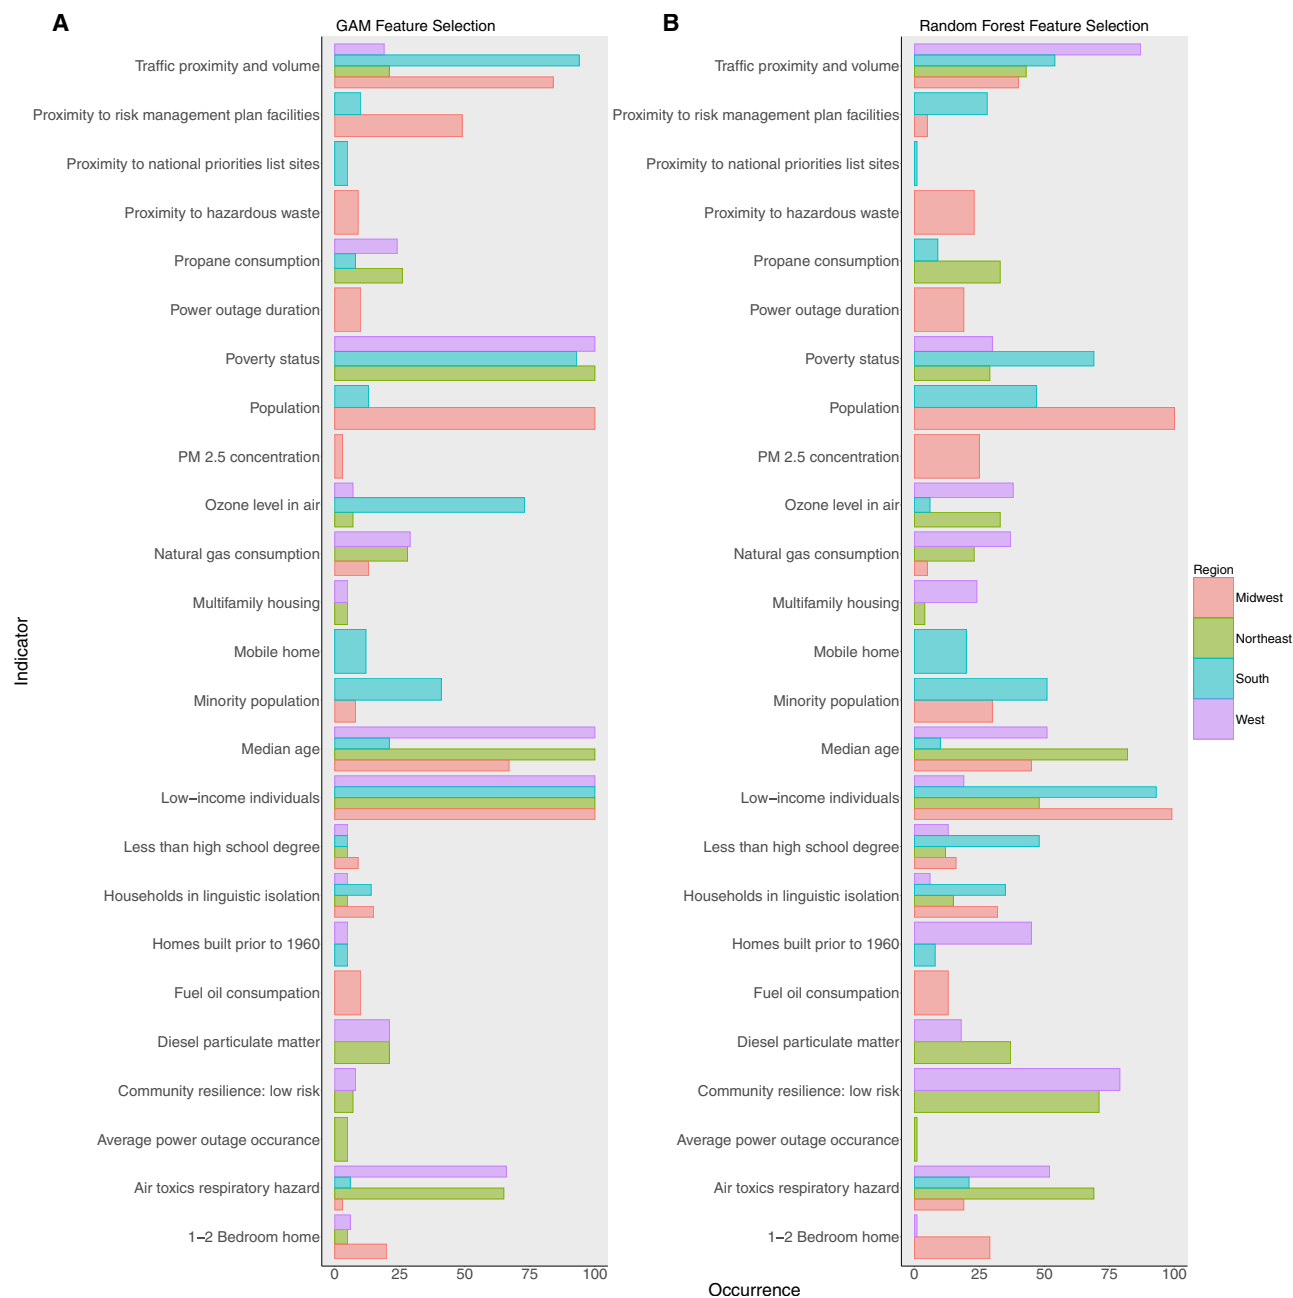 A
GAM Feature Selection
Traffic proximity and volume
Proximity to risk management plan facilities
Proximity to national priorities list sites
Proximity to hazardous waste
Propane consumption
Power outage duration
Poverty status
Population
PM 2.5 concentration
Ozone level in air
Natural gas consumption
Multifamily housing
Mobile home
Minority population
Median age
Low−income individuals
Less than high school degree
Households in linguistic isolation
Homes built prior to 1960
Fuel oil consumpation
Diesel particulate matter
Community resilience: low risk
Average power outage occurance
Air toxics respiratory hazard
1−2 Bedroom home
0 25 50 75 100
Indicator
B
Random Forest Feature Selection
Traffic proximity and volume
Proximity to risk management plan facilities
Proximity to national priorities list sites
Proximity to hazardous waste
Propane consumption
Power outage duration
Poverty status
Population
PM 2.5 concentration
Ozone level in air
Natural gas consumption
Multifamily housing
Mobile home
Minority population
Median age
Low−income individuals
Less than high school degree
Households in linguistic isolation
Homes built prior to 1960
Fuel oil consumpation
Diesel particulate matter
Community resilience: low risk
Average power outage occurance
Air toxics respiratory hazard
1−2 Bedroom home
0 25 50 75 100
Occurrence
Region
Midwest
Northeast
South
West